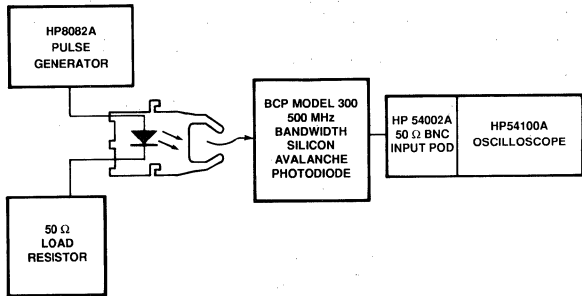 HP8082A
PULSE
GENERATOR
BCP MODEL 300
500 MHz
BANDWIDTH
SILICON
AVALANCHE
PHOTODIODE
HP 54002A
50 Ω BNC
INPUT POD
HP54100A
OSCILLOSCOPE
50 Ω
LOAD
RESISTOR